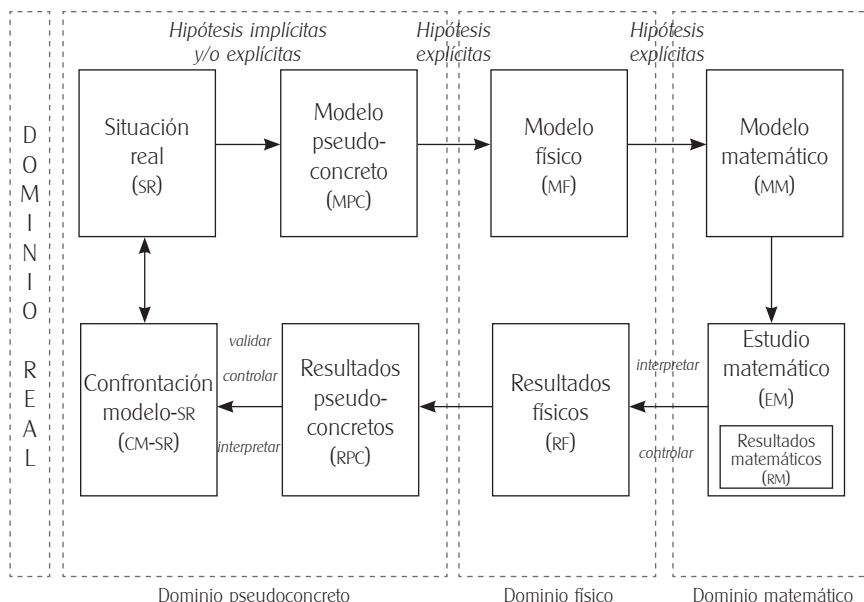 Hipótesis implícitas
y/o explícitas
Hipótesis
explícitas
Hipótesis
explícitas
DOMINIO REAL
Situación
real
(SR)
Modelo
pseudo-
concreto
(MPC)
Modelo
físico
(MF)
Modelo
matemático
(MM)
Confrontación
modelo-SR
(CM-SR)
validar
controlar
interpretar
Resultados
pseudo-
concretos
(RPC)
Resultados
físicos
(RF)
interpretar
controlar
Estudio
matemático
(EM)
Resultados
matemáticos
(RM)
Dominio pseudoconcreto
Dominio físico
Dominio matemático